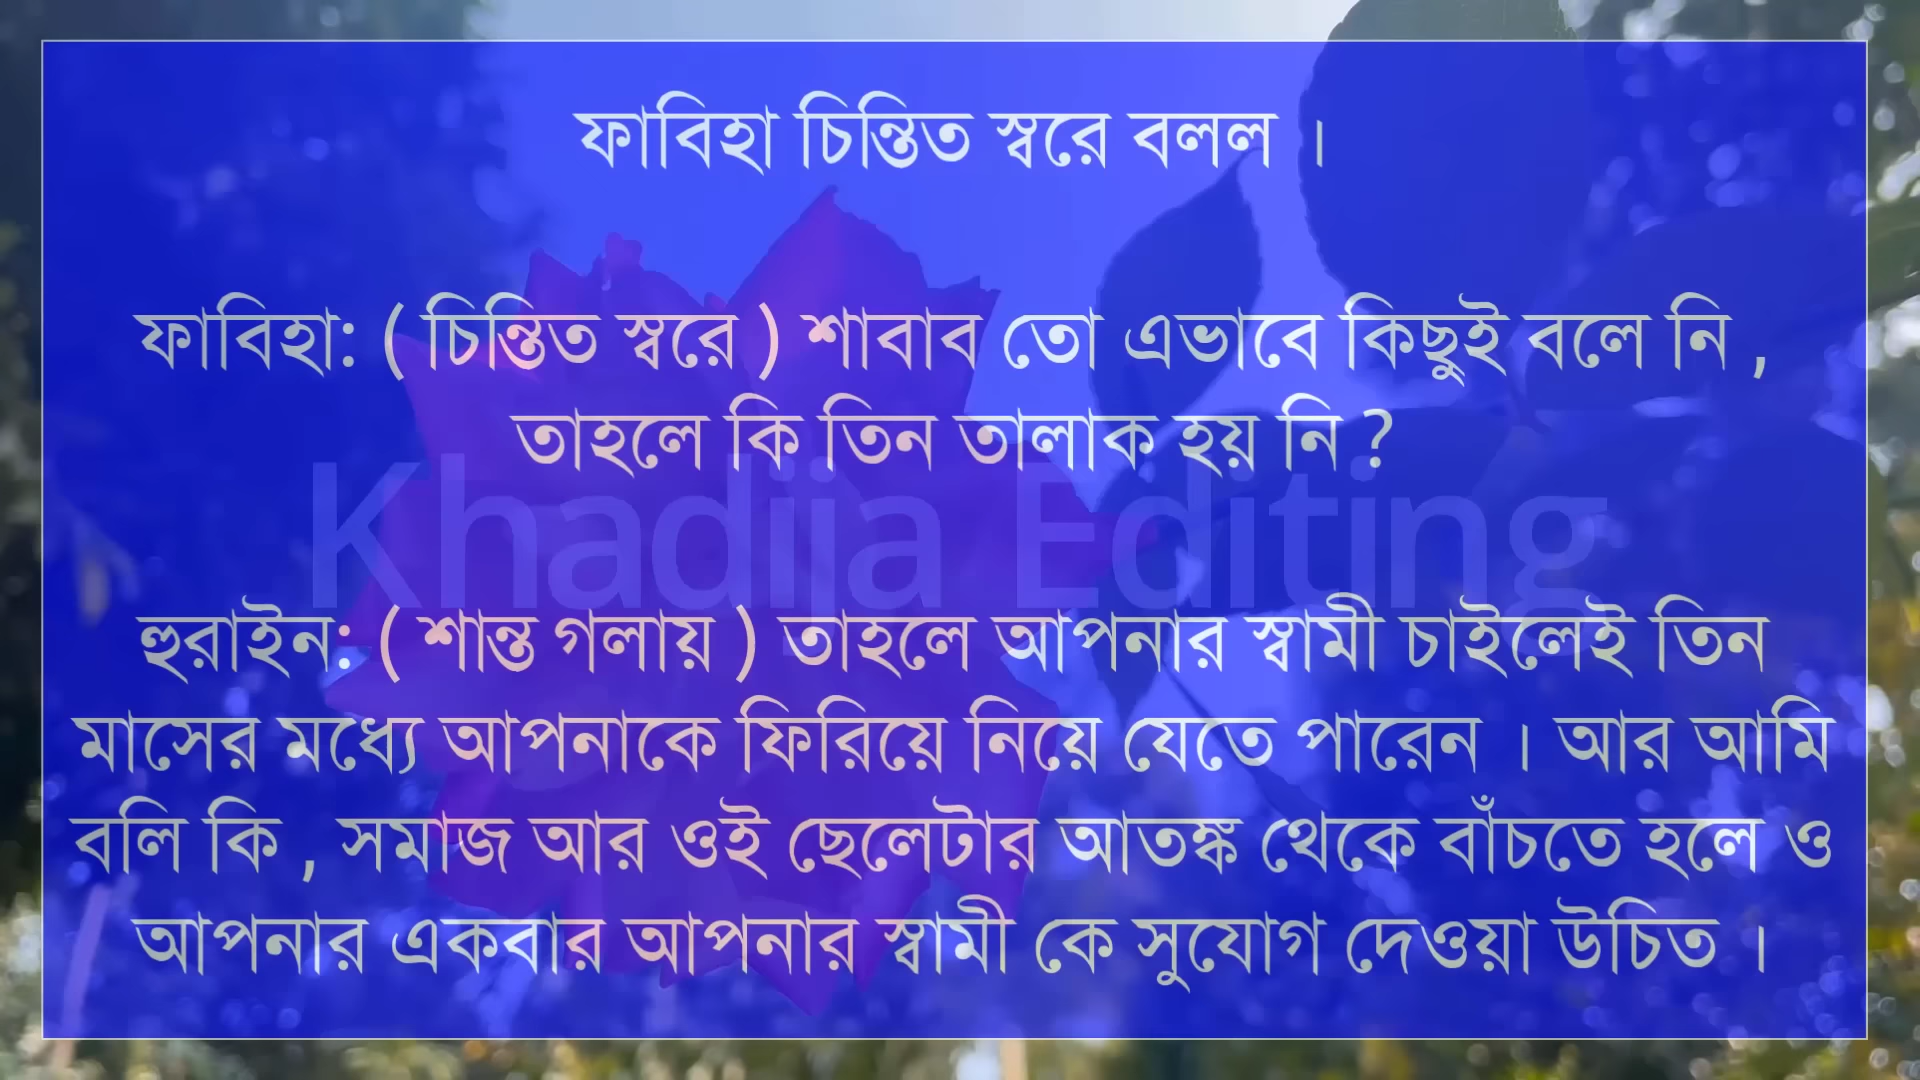 ফাবিহা চিন্তিত স্বরে বলল ।
ফাবিহা: ( চিন্তিত স্বরে ) শাবাব তো এভাবে কিছুই বলে নি ,
তাহলে কি তিন তালাক হয় নি ?
Khadija Editing
হুরাইন: ( শান্ত গলায় ) তাহলে আপনার স্বামী চাইলেই তিন
মাসের মধ্যে আপনাকে ফিরিয়ে নিয়ে যেতে পারেন । আর আমি
বলি কি , সমাজ আর ওই ছেলেটার আতঙ্ক থেকে বাঁচতে হলে ও
আপনার একবার আপনার স্বামী কে সুযোগ দেওয়া উচিত ।